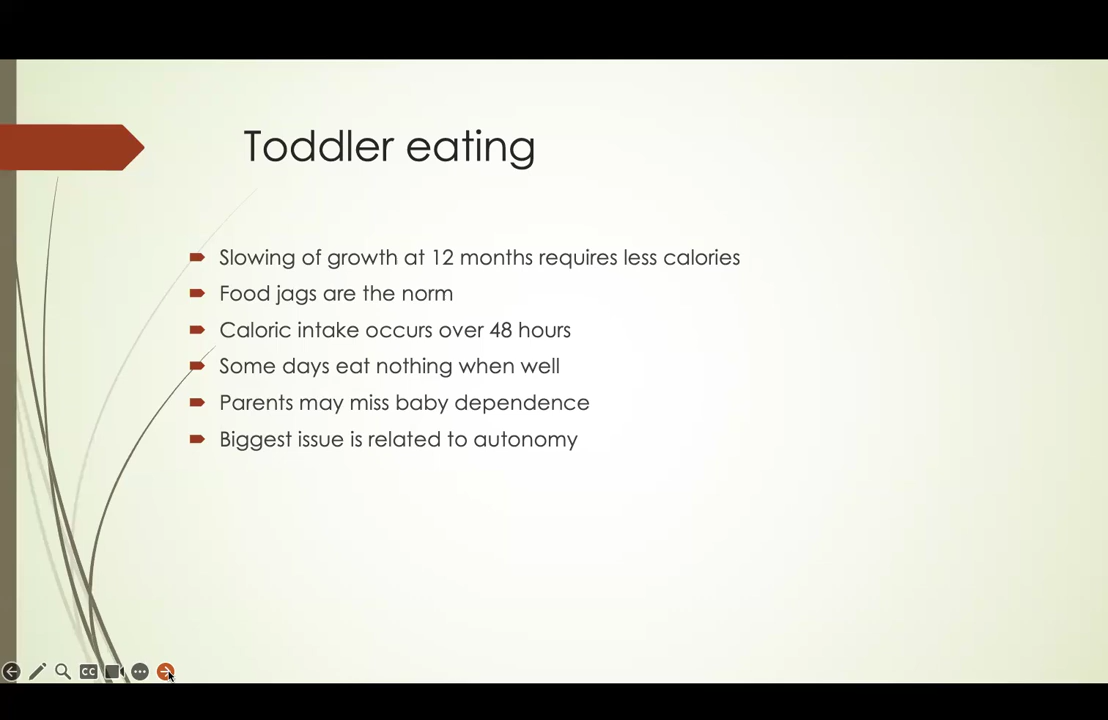 Toddler eating
Slowing of growth at 12 months requires less calories
Food jags are the norm
Caloric intake occurs over 48 hours
Some days eat nothing when well
Parents may miss baby dependence
Biggest issue is related to autonomy
CC